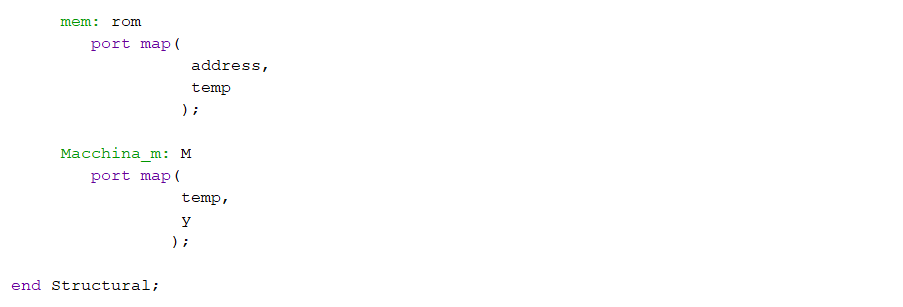 mem: rom
port map(
address,
temp
);
Macchina_m: M
port map(
temp,
y
);
end Structural;